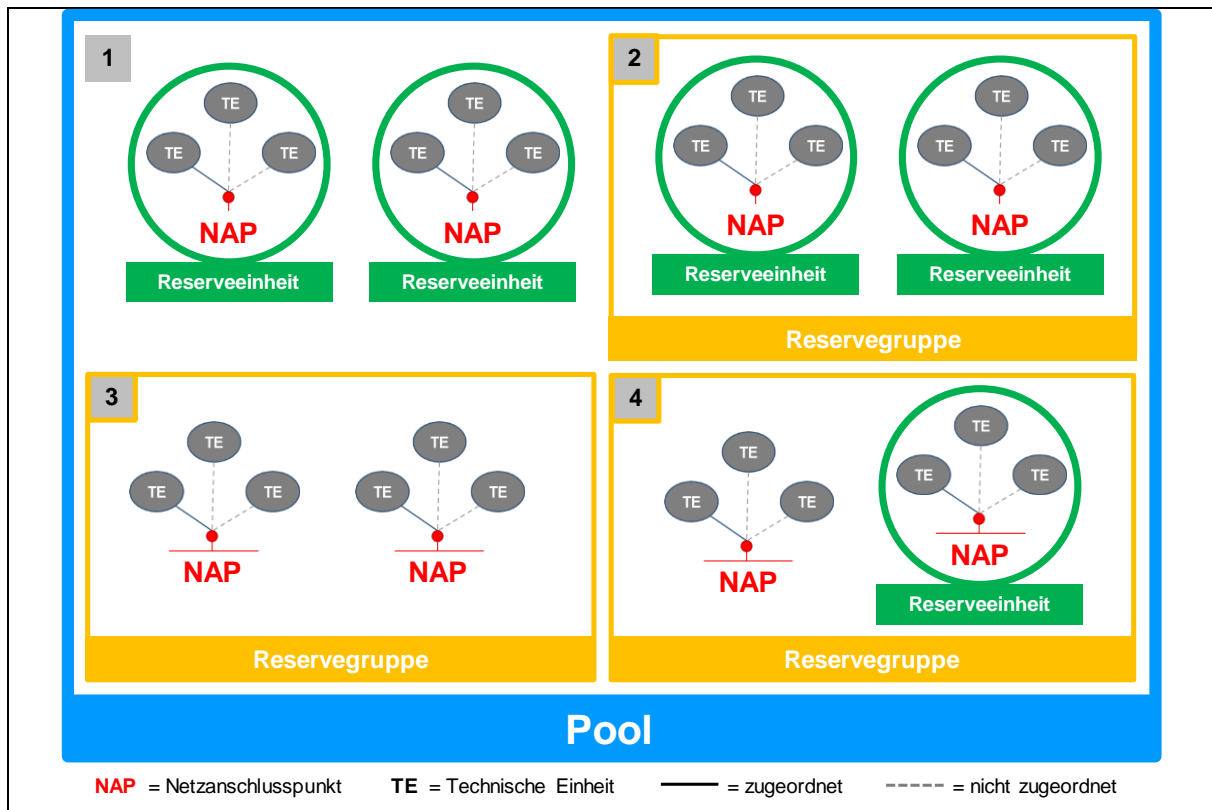 1
TE
TE
TE
NAP
Reserveeinheit
TE
TE
TE
NAP
Reserveeinheit
2
TE
TE
TE
NAP
Reserveeinheit
TE
TE
TE
NAP
Reserveeinheit
Reservegruppe
3
TE
TE
TE
NAP
TE
TE
TE
NAP
Reservegruppe
4
TE
TE
TE
NAP
TE
TE
TE
NAP
Reserveeinheit
Reservegruppe
Pool
NAP = Netzanschlusspunkt TE = Technische Einheit = zugeordnet = nicht zugeordnet